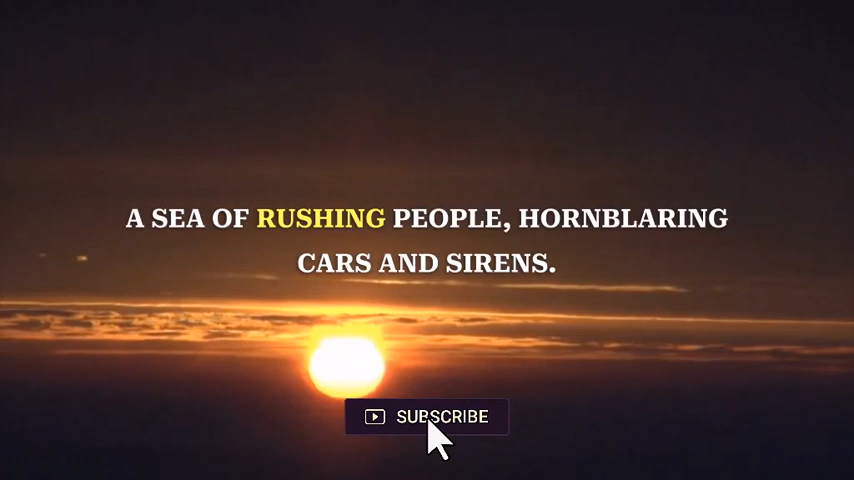 A SEA OF RUSHING PEOPLE, HORNBLARING
CARS AND SIRENS.
SUBSCRIBE